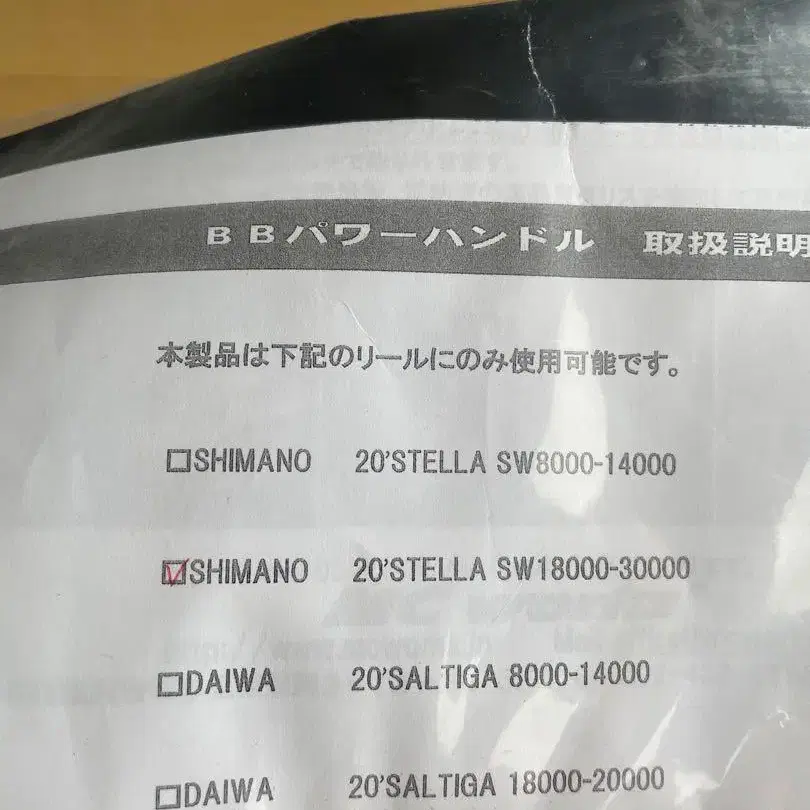 BBパワーハンドル 取扱説明
本製品は下記のリールにのみ使用可能です。
□SHIMANO 20'STELLA SW8000-14000
☑SHIMANO 20'STELLA SW18000-30000
□DAIWA 20'SALTIGA 8000-14000
□DAIWA 20'SALTIGA 18000-20000